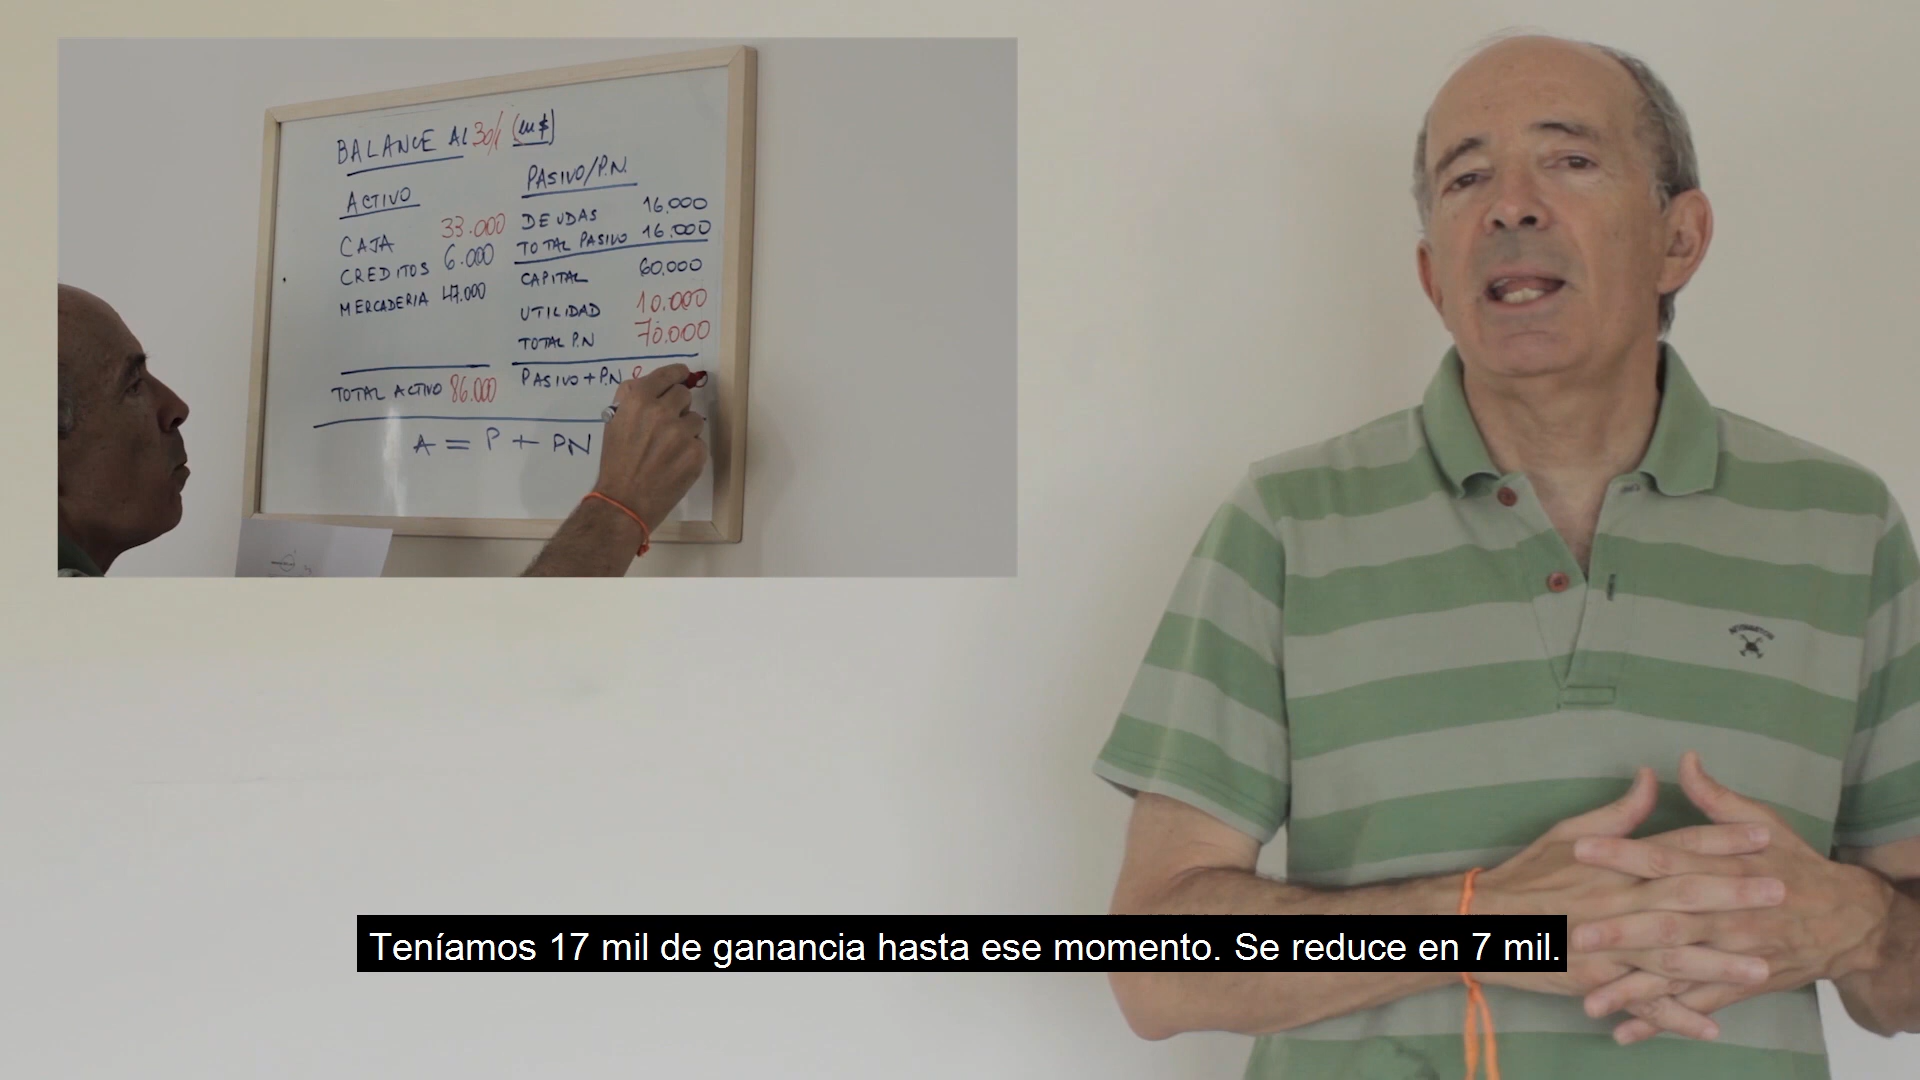 BALANCE AL 30/1 (en $)
ACTIVO
CAJA 33.000
CREDITOS 6.000
MERCADERIA 47.000
TOTAL ACTIVO 86.000
PASIVO/P.N.
DEUDAS 16.000
TOTAL PASIVO 16.000
CAPITAL 60.000
UTILIDAD 10.000
TOTAL P.N 70.000
PASIVO + P.N 8
A = P + PN
Teníamos 17 mil de ganancia hasta ese momento. Se reduce en 7 mil.